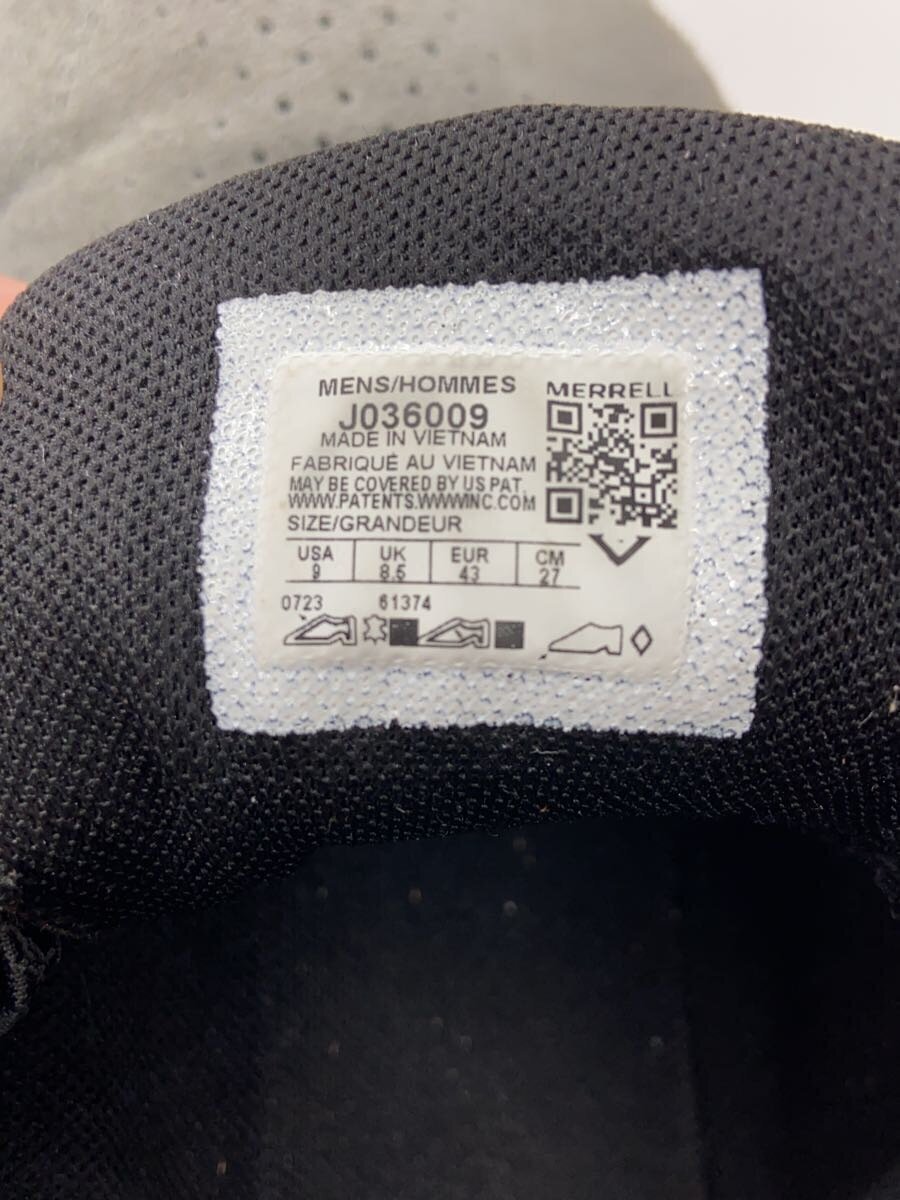 MENS/HOMMES
MERRELL
J036009
MADE IN VIETNAM
FABRIQUÉ AU VIETNAM
MAY BE COVERED BY US PAT.
WWW.PATENTS.WWWINC.COM
SIZE/GRANDEUR
USA UK EUR CM
9 8.5 43 27
0723 61374